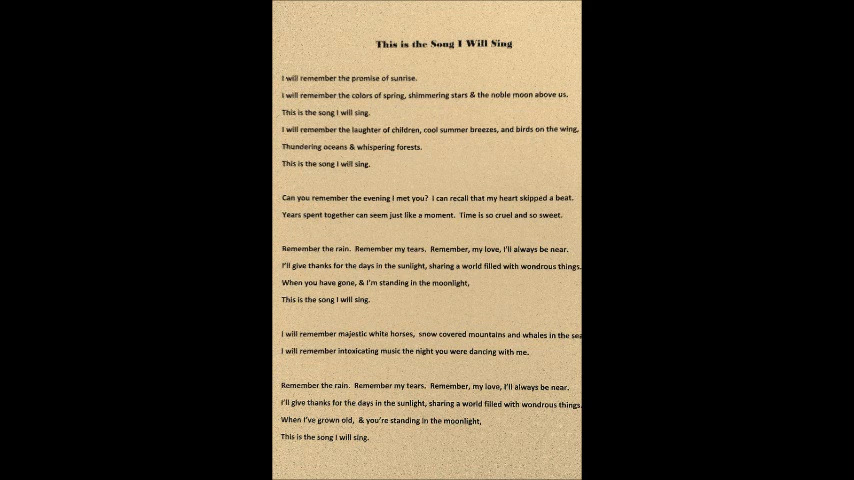 This is the Song I Will Sing
I will remember the promise of sunrise.
I will remember the colors of spring, shimmering stars & the noble moon above us.
This is the song I will sing.
I will remember the laughter of children, cool summer breezes, and birds on the wing,
Thundering oceans & whispering forests.
This is the song I will sing.
Can you remember the evening I met you?  I can recall that my heart skipped a beat.
Years spent together can seem just like a moment.  Time is so cruel and so sweet.
Remember the rain.  Remember my tears.  Remember, my love, I'll always be near.
I'll give thanks for the days in the sunlight, sharing a world filled with wondrous things.
When you have gone, & I'm standing in the moonlight,
This is the song I will sing.
I will remember majestic white horses,  snow covered mountains and whales in the sea
I will remember intoxicating music the night you were dancing with me.
Remember the rain.  Remember my tears.  Remember, my love, I'll always be near.
I'll give thanks for the days in the sunlight, sharing a world filled with wondrous things.
When I've grown old,  & you're standing in the moonlight,
This is the song I will sing.